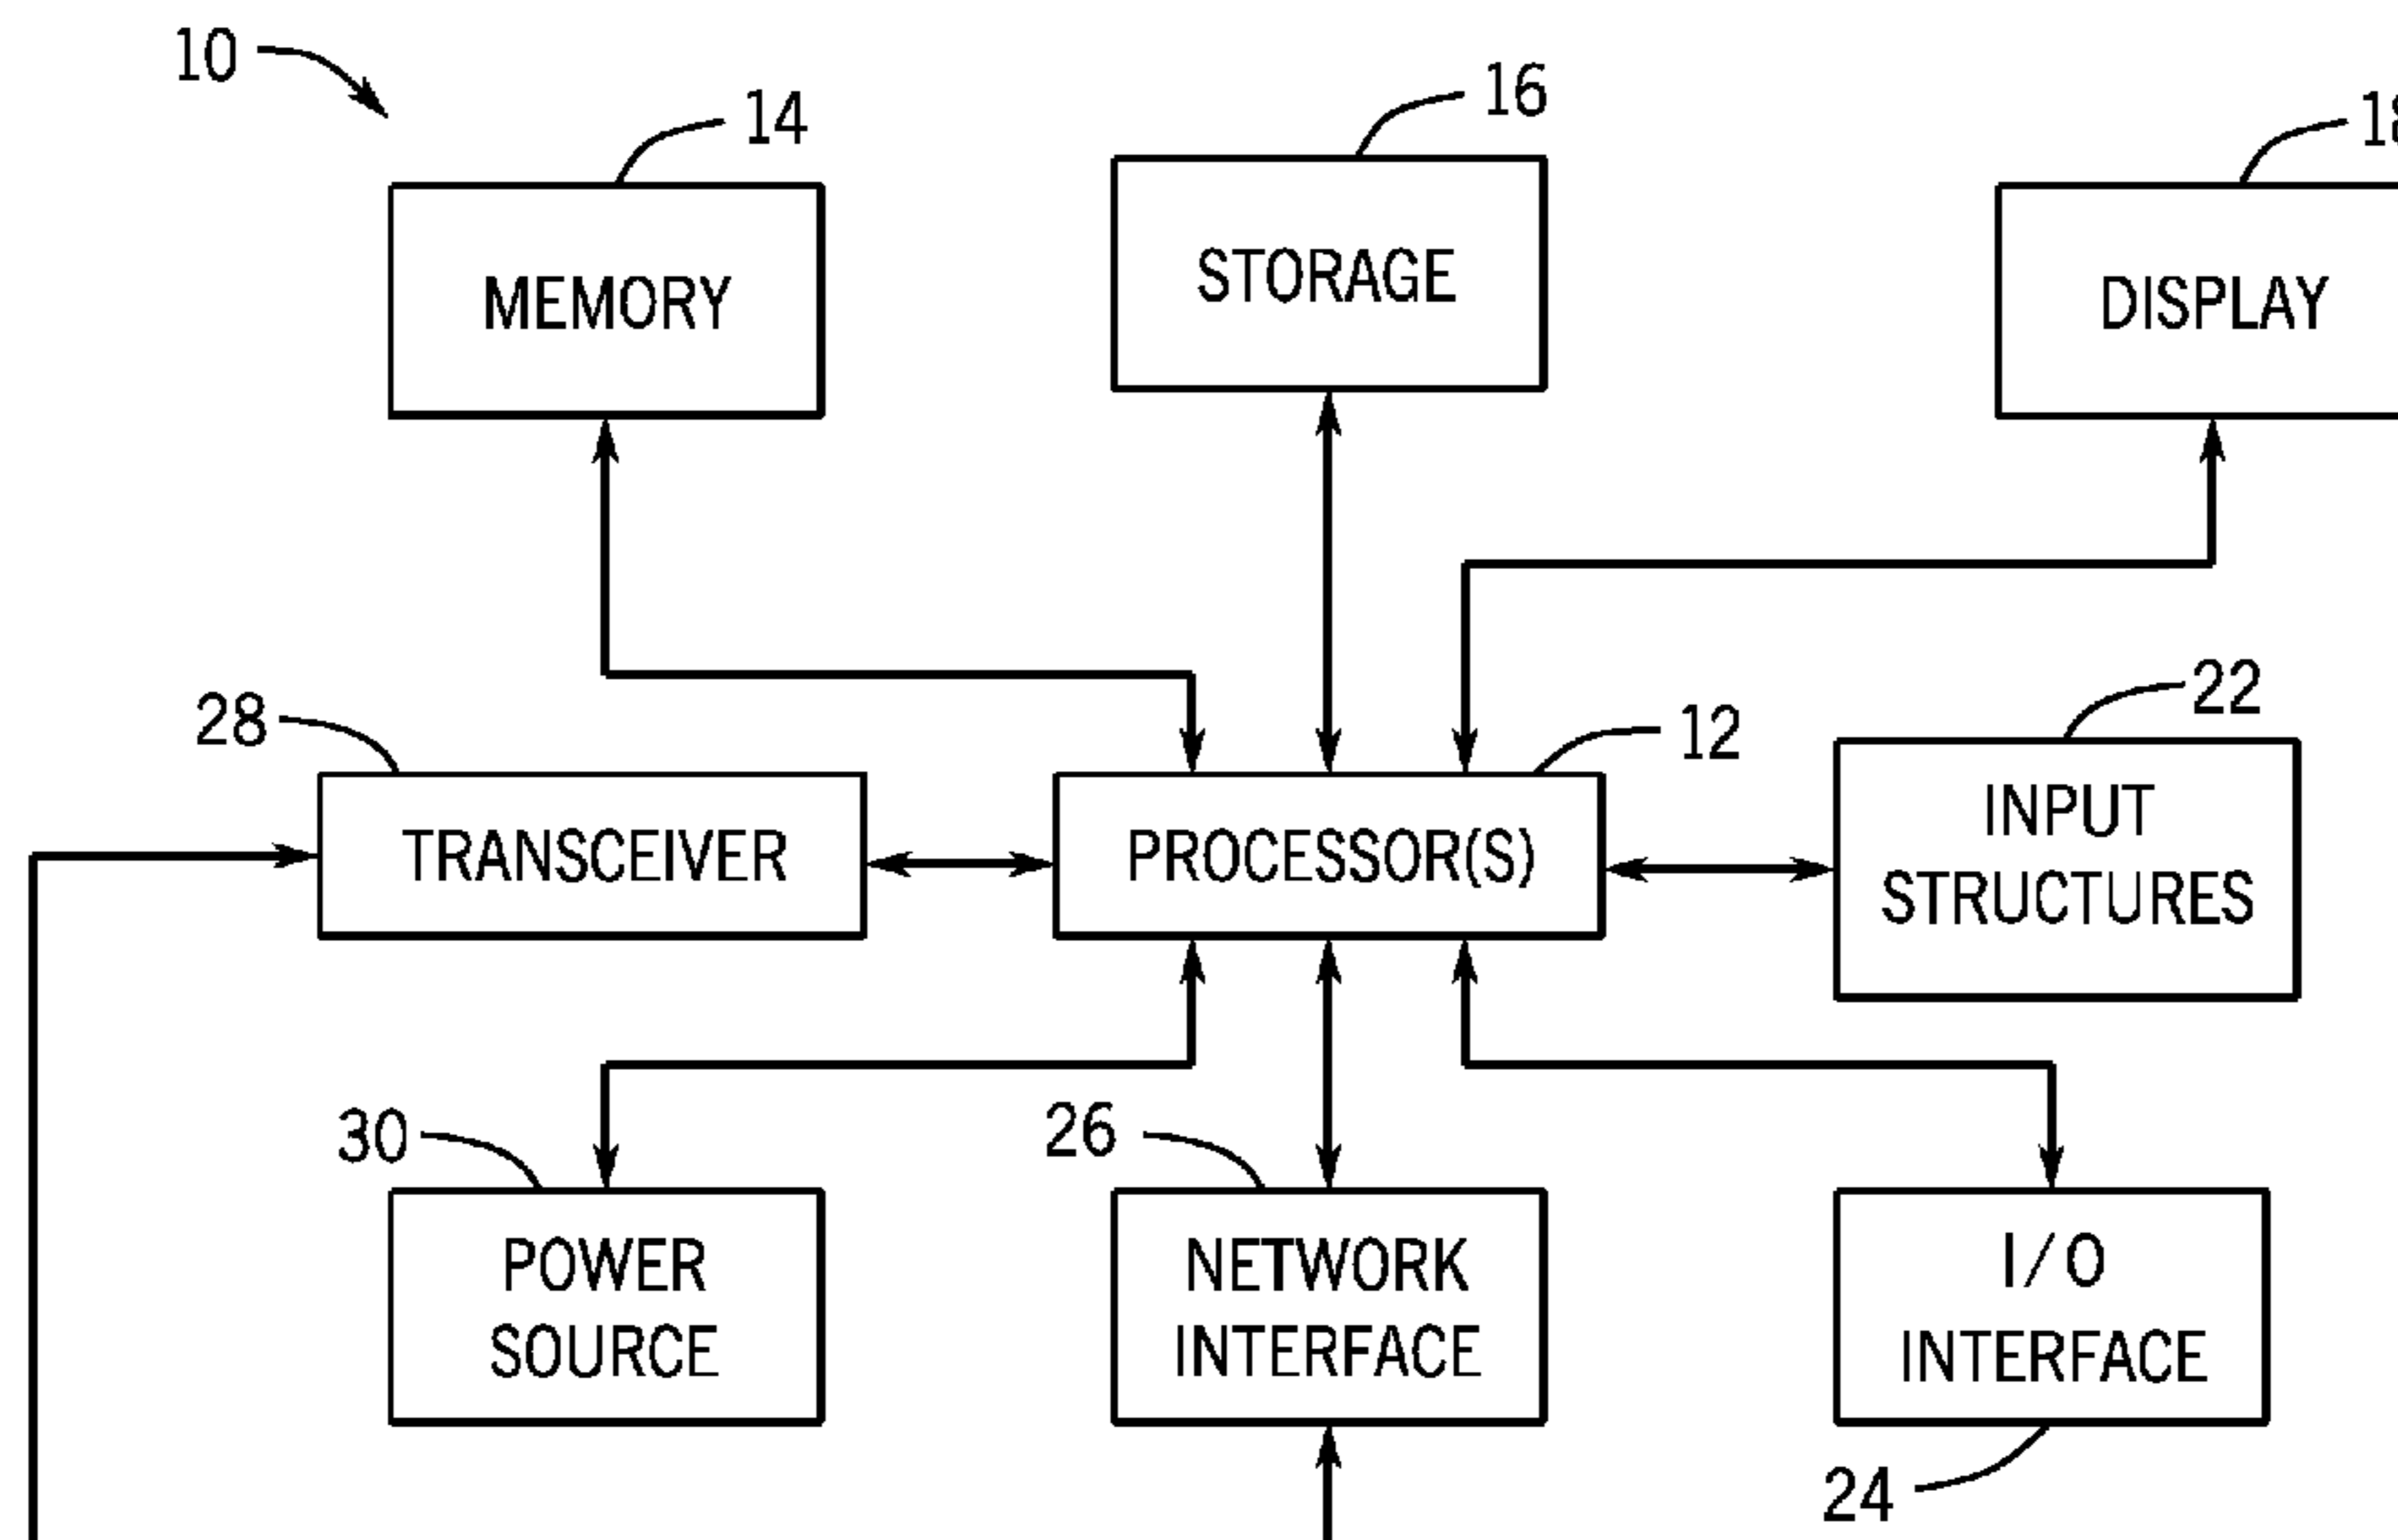 10
14
16
18
MEMORY
STORAGE
DISPLAY
28
12
22
TRANSCEIVER
PROCESSOR(S)
INPUT
STRUCTURES
30
26
POWER
SOURCE
NETWORK
INTERFACE
I/O
INTERFACE
24